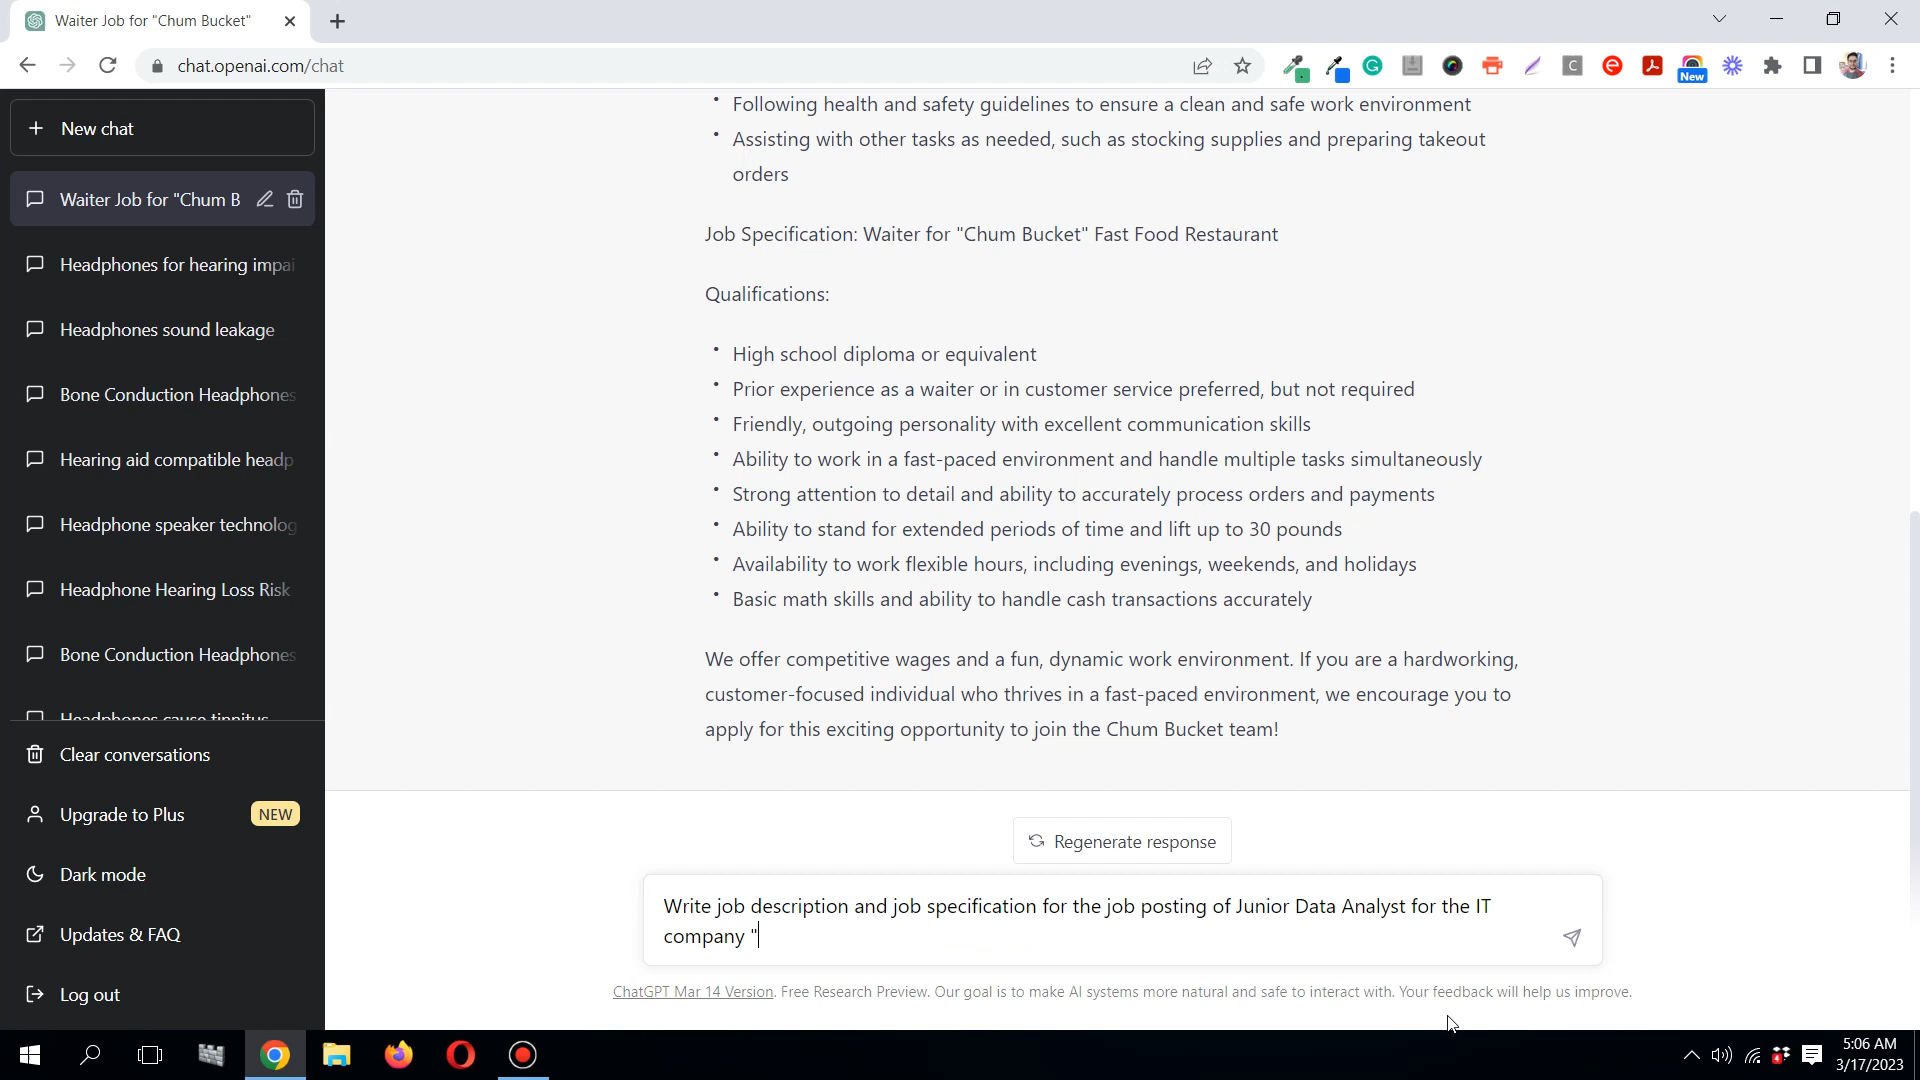 Waiter Job for "Chum Bucket"
chat.openai.com/chat
New
New chat
Waiter Job for "Chum B
Headphones for hearing impai
Headphones sound leakage
Bone Conduction Headphones
Hearing aid compatible headp
Headphone speaker technolog
Headphone Hearing Loss Risk
Bone Conduction Headphones
Headphones cause tinnitus
Clear conversations
Upgrade to Plus NEW
Dark mode
Updates & FAQ
Log out
• Following health and safety guidelines to ensure a clean and safe work environment
• Assisting with other tasks as needed, such as stocking supplies and preparing takeout
orders
Job Specification: Waiter for "Chum Bucket" Fast Food Restaurant
Qualifications:
• High school diploma or equivalent
• Prior experience as a waiter or in customer service preferred, but not required
• Friendly, outgoing personality with excellent communication skills
• Ability to work in a fast-paced environment and handle multiple tasks simultaneously
• Strong attention to detail and ability to accurately process orders and payments
• Ability to stand for extended periods of time and lift up to 30 pounds
• Availability to work flexible hours, including evenings, weekends, and holidays
• Basic math skills and ability to handle cash transactions accurately
We offer competitive wages and a fun, dynamic work environment. If you are a hardworking,
customer-focused individual who thrives in a fast-paced environment, we encourage you to
apply for this exciting opportunity to join the Chum Bucket team!
Regenerate response
Write job description and job specification for the job posting of Junior Data Analyst for the IT
company "
ChatGPT Mar 14 Version. Free Research Preview. Our goal is to make AI systems more natural and safe to interact with. Your feedback will help us improve.
5:06 AM
3/17/2023